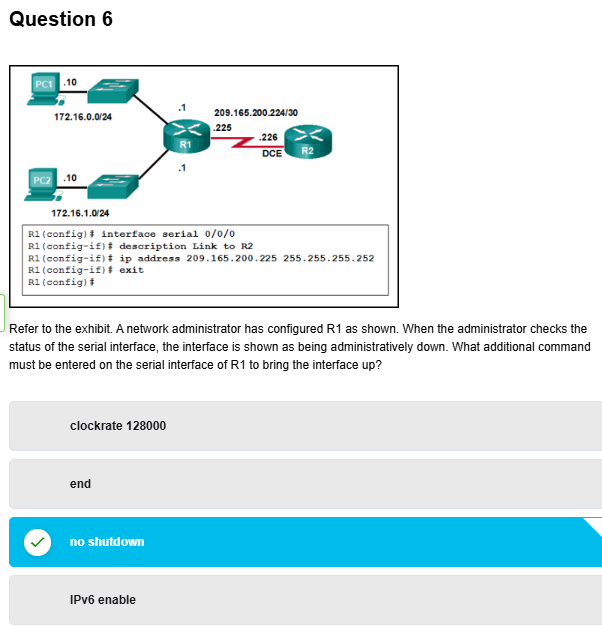 Question 6
PC1 .10
172.16.0.0/24
.1
209.165.200.224/30
.225
.226
R1
DCE
R2
.1
PC2 .10
172.16.1.0/24
R1(config)# interface serial 0/0/0
R1(config-if)# description Link to R2
R1(config-if)# ip address 209.165.200.225 255.255.255.252
R1(config-if)# exit
R1(config)#
Refer to the exhibit. A network administrator has configured R1 as shown. When the administrator checks the
status of the serial interface, the interface is shown as being administratively down. What additional command
must be entered on the serial interface of R1 to bring the interface up?
clockrate 128000
end
no shutdown
IPv6 enable